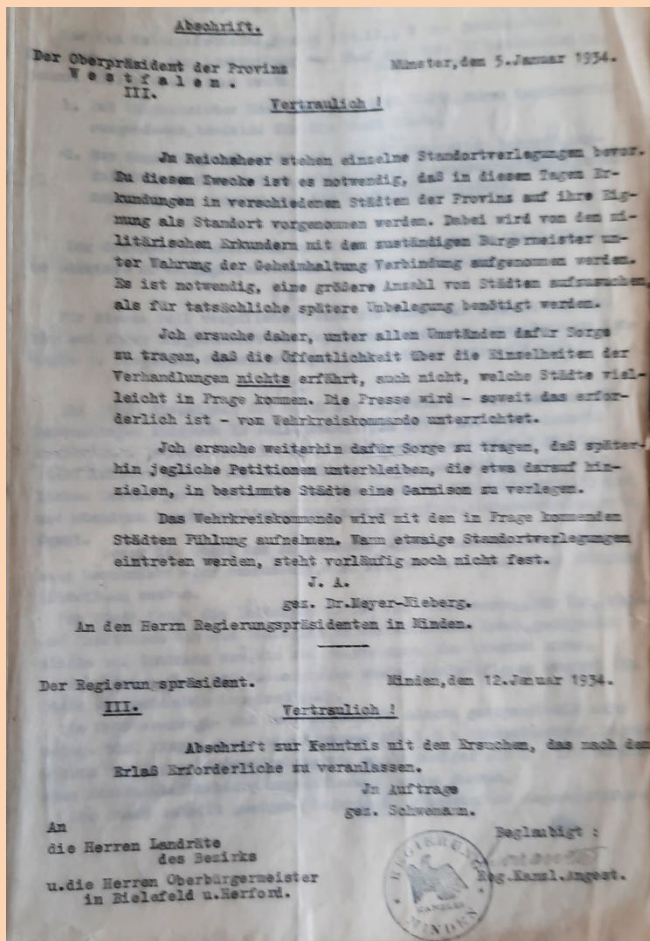 Abschrift.
Der Oberpräsident der Provinz
Westfalen.
III.
Münster,den 5.Januar 1934.
Vertraulich !
Jn Reichsheer stehen einzelne Standortverlegungen bevor.
Zu diesem Zwecke ist es notwendig, daß in diesen Tagen Er-
kundungen in verschiedenen Städten der Provinz auf ihre Eig-
nung als Standort vorgenommen werden. Dabei wird von den mi-
litärischen Erkundern mit dem zuständigen Bürgermeister un-
ter Wahrung der Geheimhaltung Verbindung aufgenommen werden.
Es ist notwendig, eine größere Anzahl von Städten aufzusuchen,
als für tatsächliche spätere Unbelegung benötigt werden.
Jch ersuche daher, unter allen Umständen dafür Sorge
zu tragen, daß die Öffentlichkeit über die Einzelheiten der
Verhandlungen nichts erfährt, auch nicht, welche Städte viel-
leicht in Frage kommen. Die Presse wird - soweit das erfor-
derlich ist - von Wehrkreiskommando unterrichtet.
Jch ersuche weiterhin dafür Sorge zu tragen, daß später-
hin jegliche Petitionen unterbleiben, die etwa darauf hin-
zielen, in bestimmte Städte eine Garnison zu verlegen.
Das Wehrkreiskommando wird mit den in Frage kommenden
Städten Fühlung aufnehmen. Wann etwaige Standortverlegungen
eintreten werden, steht vorläufig noch nicht fest.
J. A.
gez. Dr.Meyer-Nieberg.
An den Herrn Regierungspräsidenten in Minden.
Der Regierungspräsident.
III.
Minden,den 12.Januar 1934.
Vertraulich !
Abschrift zur Kenntnis mit dem Ersuchen, das nach dem
Erlaß Erforderliche zu veranlassen.
Jn Auftrage
gez. Schwemann.
An
die Herren Landräte
des Bezirks
u.die Herren Oberbürgermeister
in Bielefeld u.Herford.
Beglaubigt :
Reg.Kanzl.Angest.
REGIERUNG
KANZLEI
MINDEN